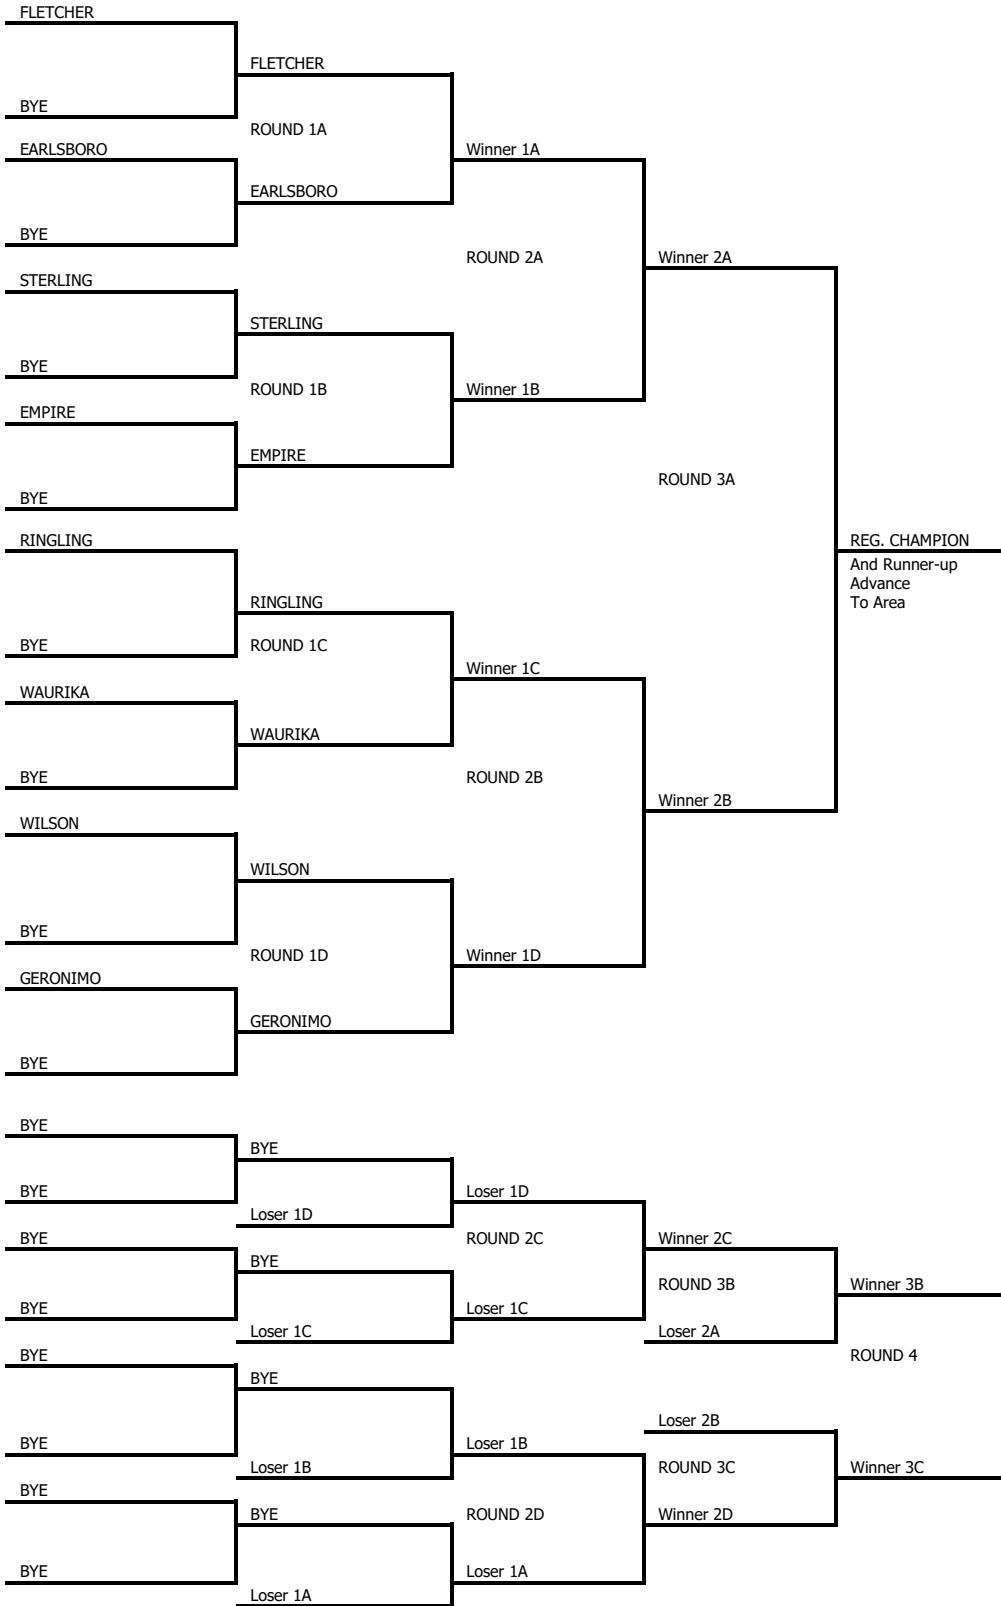 FLETCHER
FLETCHER
BYE
ROUND 1A
EARLSBORO
Winner 1A
EARLSBORO
BYE
ROUND 2A
Winner 2A
STERLING
STERLING
BYE
ROUND 1B
Winner 1B
EMPIRE
EMPIRE
ROUND 3A
BYE
RINGLING
REG. CHAMPION
And Runner-up
Advance
To Area
RINGLING
BYE
ROUND 1C
Winner 1C
WAURIKA
WAURIKA
BYE
ROUND 2B
Winner 2B
WILSON
WILSON
BYE
ROUND 1D
Winner 1D
GERONIMO
GERONIMO
BYE
BYE
BYE
BYE
Loser 1D
Loser 1D
BYE
ROUND 2C
Winner 2C
BYE
ROUND 3B
Winner 3B
BYE
Loser 1C
Loser 1C
Loser 2A
BYE
ROUND 4
BYE
Loser 2B
BYE
Loser 1B
Loser 1B
ROUND 3C
Winner 3C
BYE
BYE
ROUND 2D
Winner 2D
BYE
Loser 1A
Loser 1A